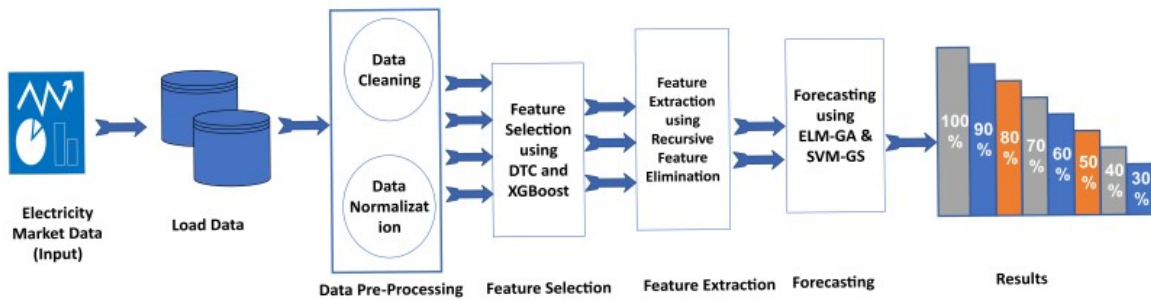 Electricity
Market Data
(Input)
Load Data
Data
Cleaning
Data
Normalizat
ion
Data Pre-Processing
Feature
Selection
using
DTC and
XGBoost
Feature Selection
Feature
Extraction
using
Recursive
Feature
Elimination
Feature Extraction
Forecasting
using
ELM-GA &
SVM-GS
Forecasting
100
%
90
%
80
%
70
%
60
%
50
%
40
%
30
%
Results